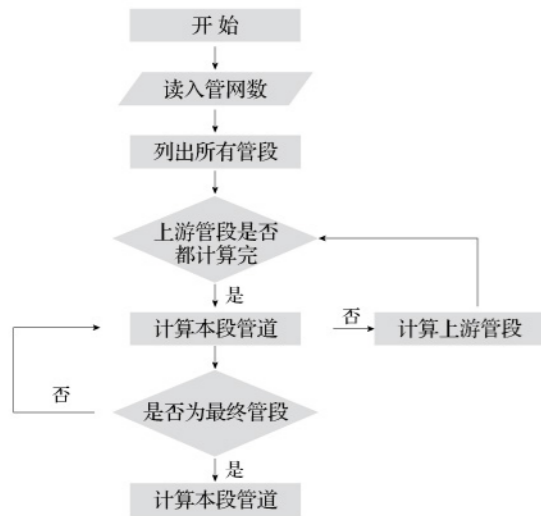 开 始
读入管网数
列出所有管段
上游管段是否
都计算完
是
计算本段管道
否
计算上游管段
否
是否为最终管段
是
计算本段管道